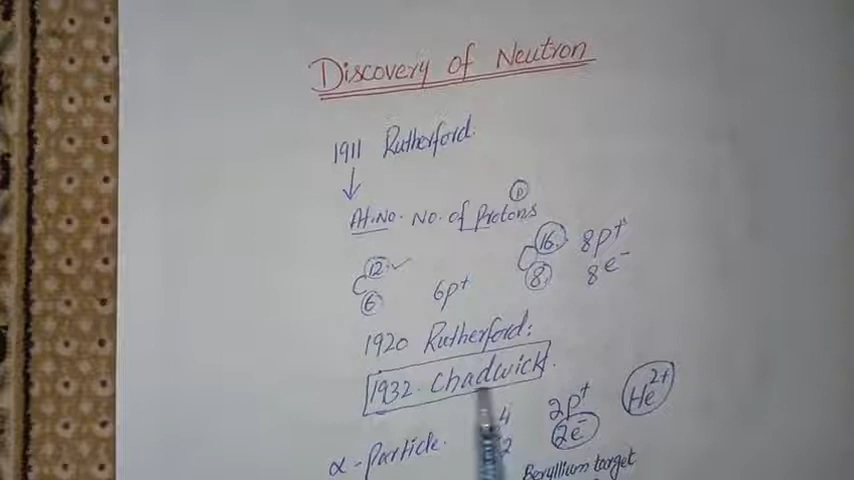 Discovery of Neutron
1911 Rutherford.
At.No. No. of Protons
p
C 12 6 6p+
C 16 8 8p+ 8e-
1920 Rutherford:
1932. Chadwick.
α-Particle. 4 2 2p+ 2e- He2+
Beryllium target